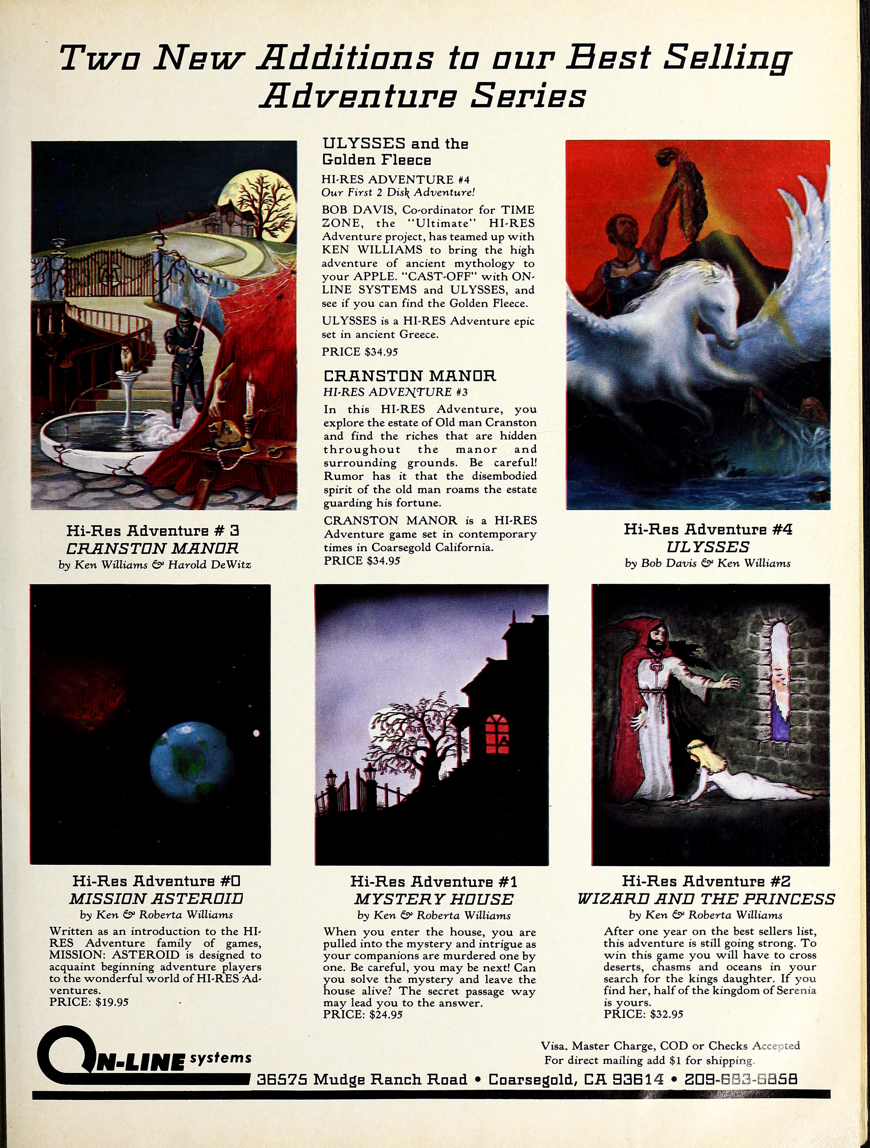 Two New Additions to our Best Selling
Adventure Series
ULYSSES and the
Golden Fleece
HI-RES ADVENTURE #4
Our First 2 Disk Adventure!
BOB DAVIS, Co-ordinator for TIME
ZONE, the "Ultimate" HI-RES
Adventure project, has teamed up with
KEN WILLIAMS to bring the high
adventure of ancient mythology to
your APPLE. "CAST-OFF" with ON-
LINE SYSTEMS and ULYSSES, and
see if you can find the Golden Fleece.
ULYSSES is a HI-RES Adventure epic
set in ancient Greece.
PRICE $34.95
CRANSTON MANOR
HI-RES ADVENTURE #3
In this HI-RES Adventure, you
explore the estate of Old man Cranston
and find the riches that are hidden
throughout the manor and
surrounding grounds. Be careful!
Rumor has it that the disembodied
spirit of the old man roams the estate
guarding his fortune.
CRANSTON MANOR is a HI-RES
Adventure game set in contemporary
times in Coarsegold California.
PRICE $34.95
Hi-Res Adventure # 3
CRANSTON MANOR
by Ken Williams & Harold DeWitz
Hi-Res Adventure #4
ULYSSES
by Bob Davis & Ken Williams
Hi-Res Adventure #0
MISSION ASTEROID
by Ken & Roberta Williams
Written as an introduction to the HI-
RES Adventure family of games,
MISSION: ASTEROID is designed to
acquaint beginning adventure players
to the wonderful world of HI-RES Ad-
ventures.
PRICE: $19.95
Hi-Res Adventure #1
MYSTERY HOUSE
by Ken & Roberta Williams
When you enter the house, you are
pulled into the mystery and intrigue as
your companions are murdered one by
one. Be careful, you may be next! Can
you solve the mystery and leave the
house alive? The secret passage way
may lead you to the answer.
PRICE: $24.95
Hi-Res Adventure #2
WIZARD AND THE PRINCESS
by Ken & Roberta Williams
After one year on the best sellers list,
this adventure is still going strong. To
win this game you will have to cross
deserts, chasms and oceans in your
search for the kings daughter. If you
find her, half of the kingdom of Serenia
is yours.
PRICE: $32.95
ON-LINE systems
Visa, Master Charge, COD or Checks Accepted
For direct mailing add $1 for shipping.
36575 Mudge Ranch Road • Coarsegold, CA 93614 • 209-683-6858